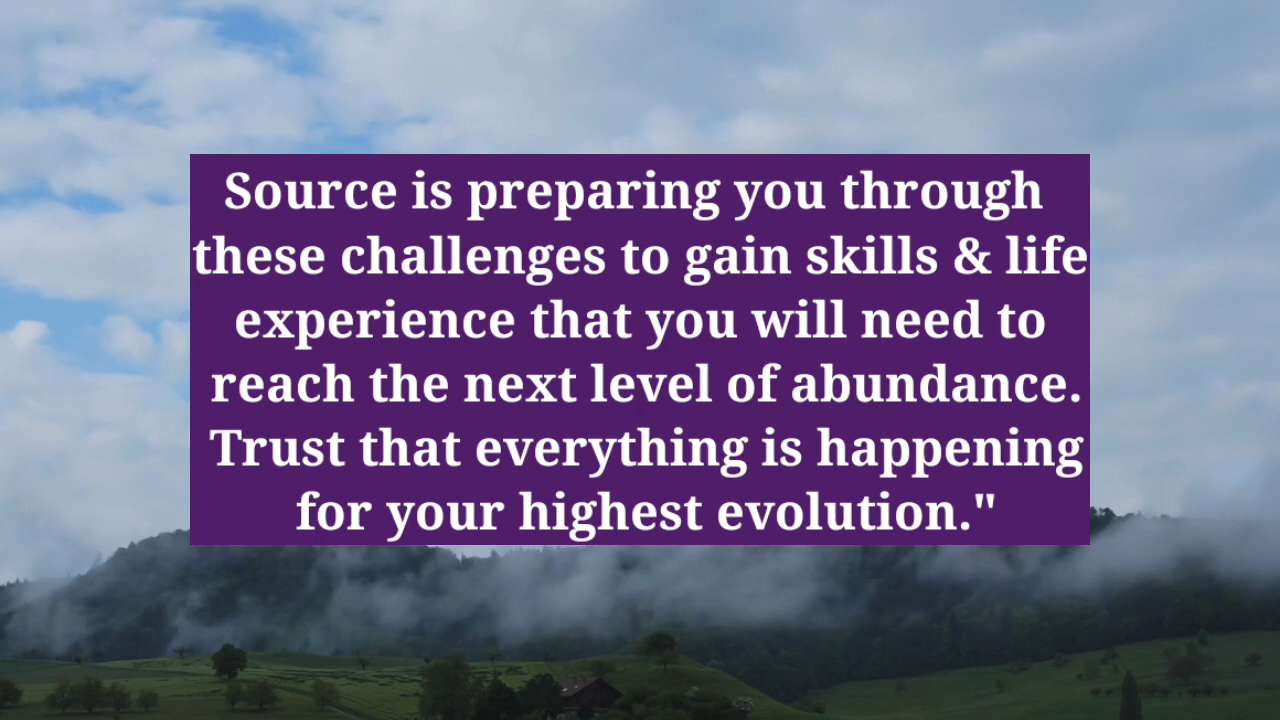 Source is preparing you through
these challenges to gain skills & life
experience that you will need to
reach the next level of abundance.
Trust that everything is happening
for your highest evolution."